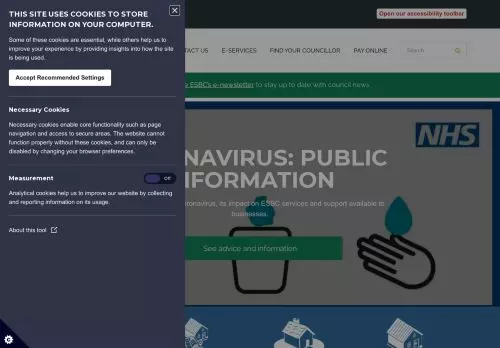 THIS SITE USES COOKIES TO STORE
INFORMATION ON YOUR COMPUTER.
Some of these cookies are essential, while others help us to
improve your experience by providing insights into how the site
is being used.
Accept Recommended Settings
Necessary Cookies
Necessary cookies enable core functionality such as page
navigation and access to secure areas. The website cannot
function properly without these cookies, and can only be
disabled by changing your browser preferences.
Measurement
Off
Analytical cookies help us to improve our website by collecting
and reporting information on its usage.
About this tool
Open our accessibility toolbar
US E-SERVICES FIND YOUR COUNCILLOR PAY ONLINE Search
ESBC's e-newsletter to stay up to date with council news
NHS
NAVIRUS: PUBLIC
FORMATION
its impact on ESBC services and support available to
businesses.
See advice and information